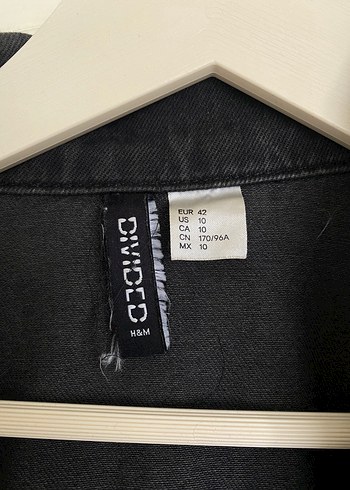 DIVIDED
H&M
EUR 42
US 10
CA 10
CN 170/96A
MX 10